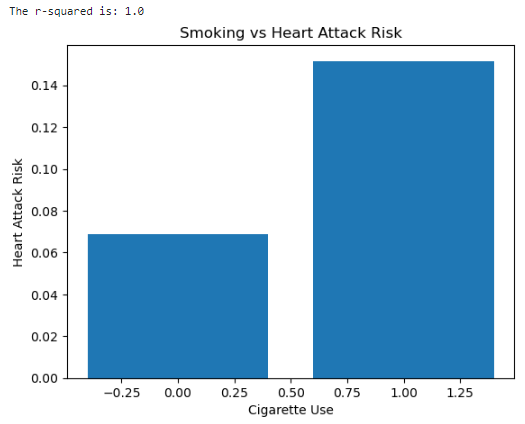 The r-squared is: 1.0
Smoking vs Heart Attack Risk
Heart Attack Risk
0.14
0.12
0.10
0.08
0.06
0.04
0.02
0.00
−0.25 0.00 0.25 0.50 0.75 1.00 1.25
Cigarette Use